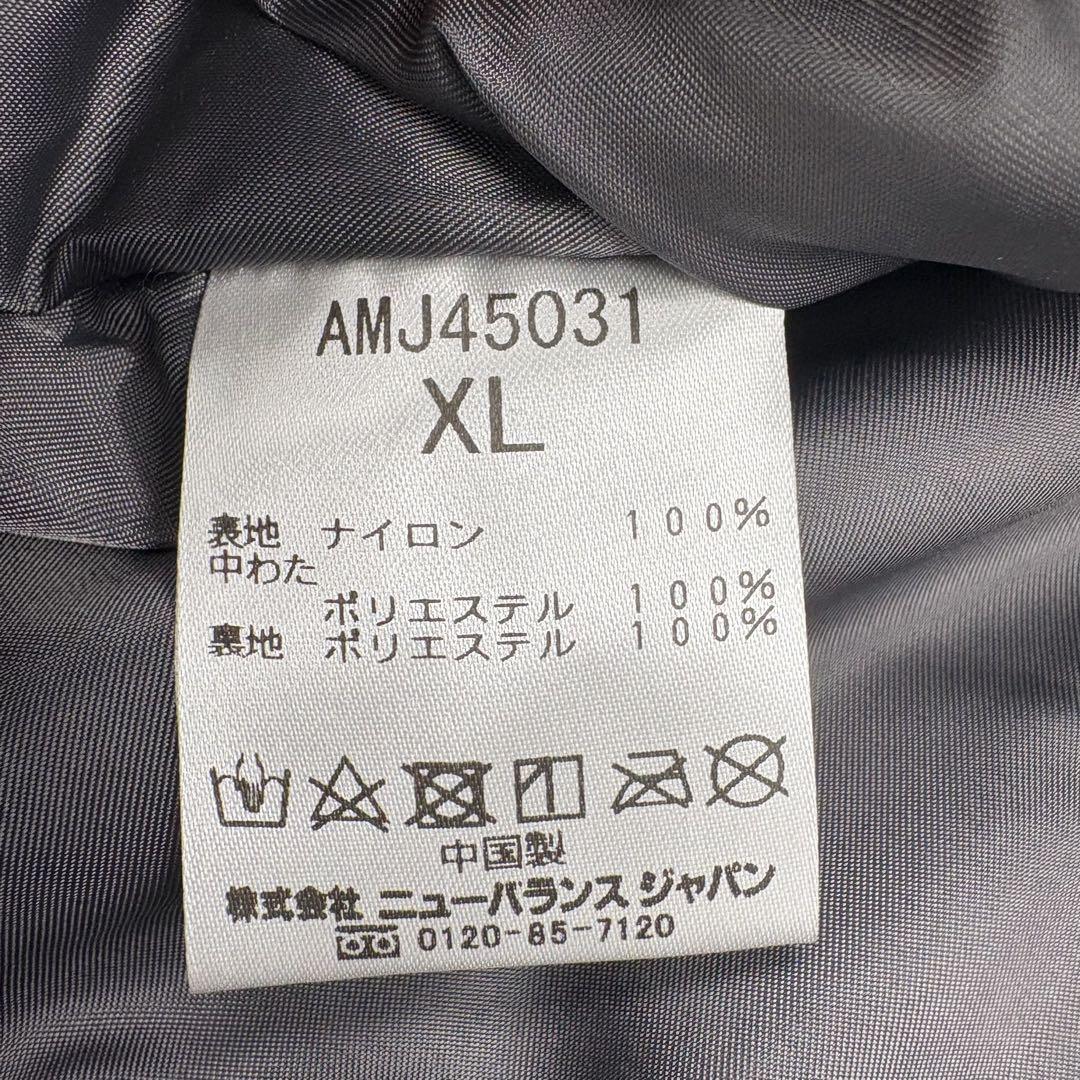 AMJ45031
XL
表地 ナイロン 100%
中わた
ポリエステル 100%
裏地 ポリエステル 100%
中国製
株式会社 ニューバランス ジャパン
0120-85-7120